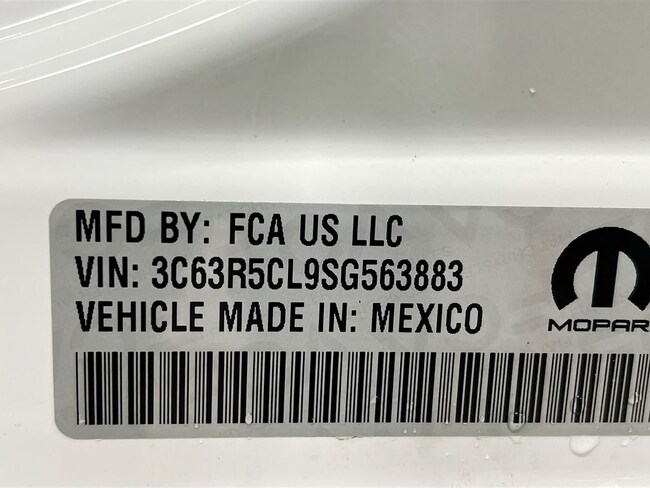 MFD BY: FCA US LLC
VIN: 3C63R5CL9SG563883
VEHICLE MADE IN: MEXICO
MOPAR